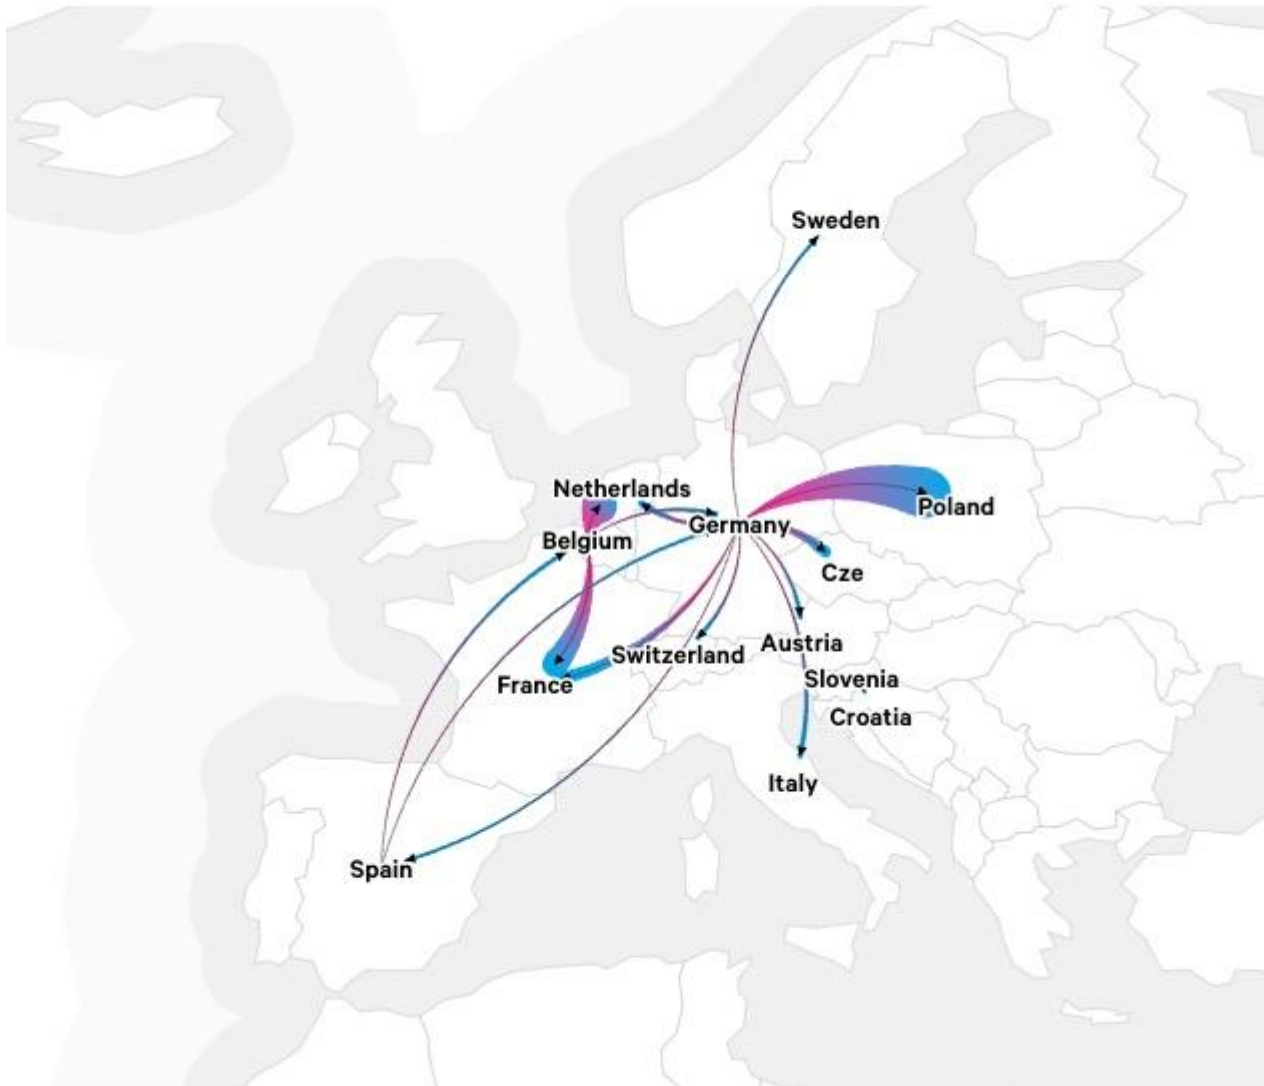 Sweden
Netherlands
Poland
Germany
Belgium
Cze
Austria
Switzerland
Slovenia
France
Croatia
Italy
Spain